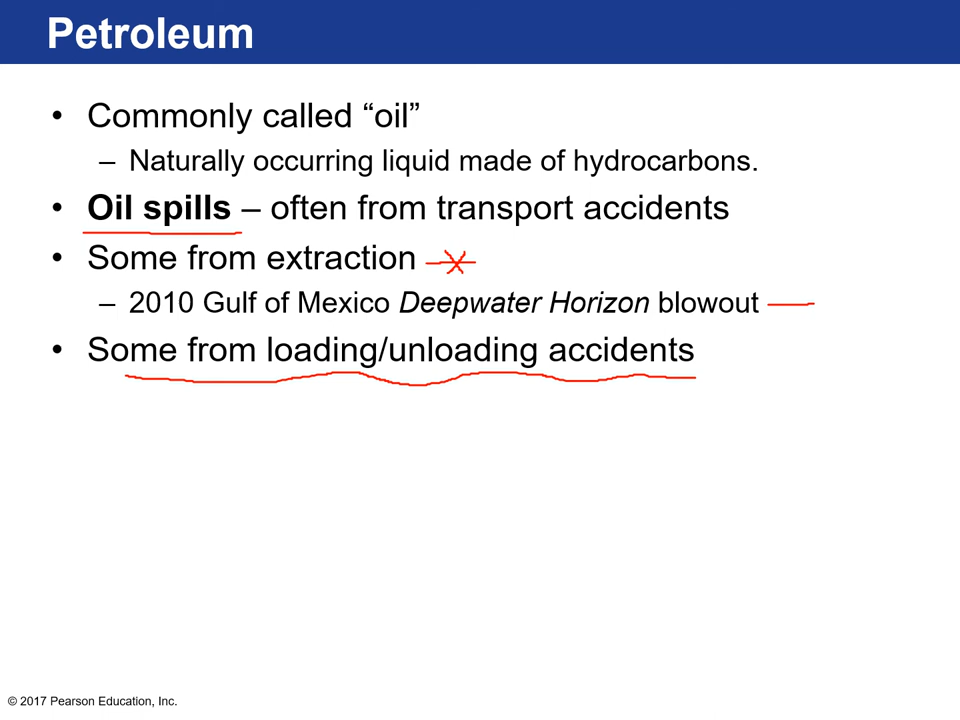 Petroleum
• Commonly called “oil”
– Naturally occurring liquid made of hydrocarbons.
• Oil spills – often from transport accidents
• Some from extraction
– 2010 Gulf of Mexico Deepwater Horizon blowout
• Some from loading/unloading accidents
© 2017 Pearson Education, Inc.